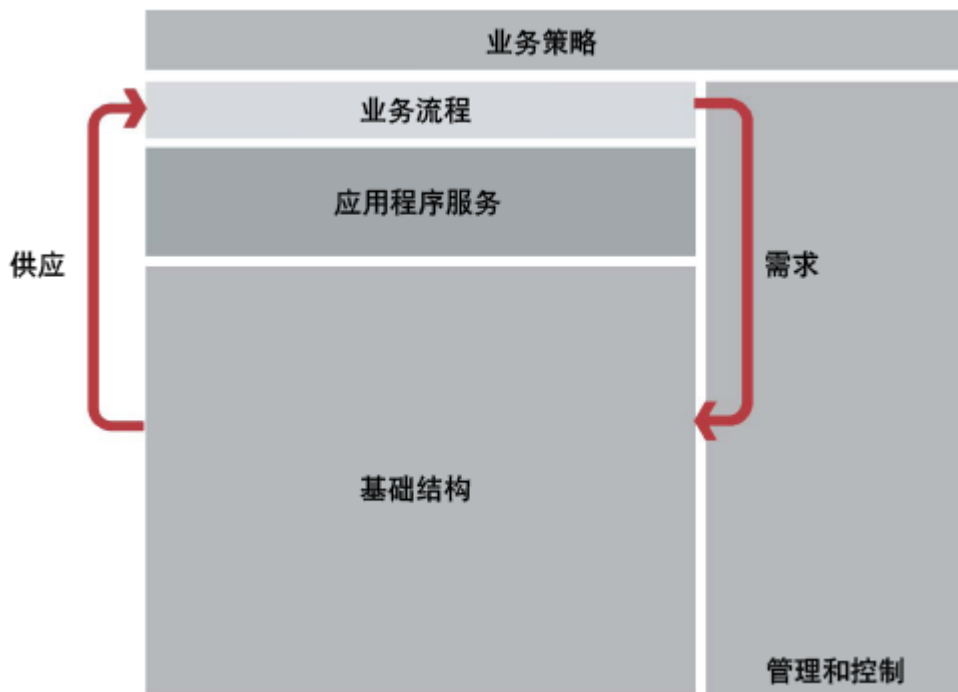 业务策略
业务流程
应用程序服务
供应
需求
基础结构
管理和控制